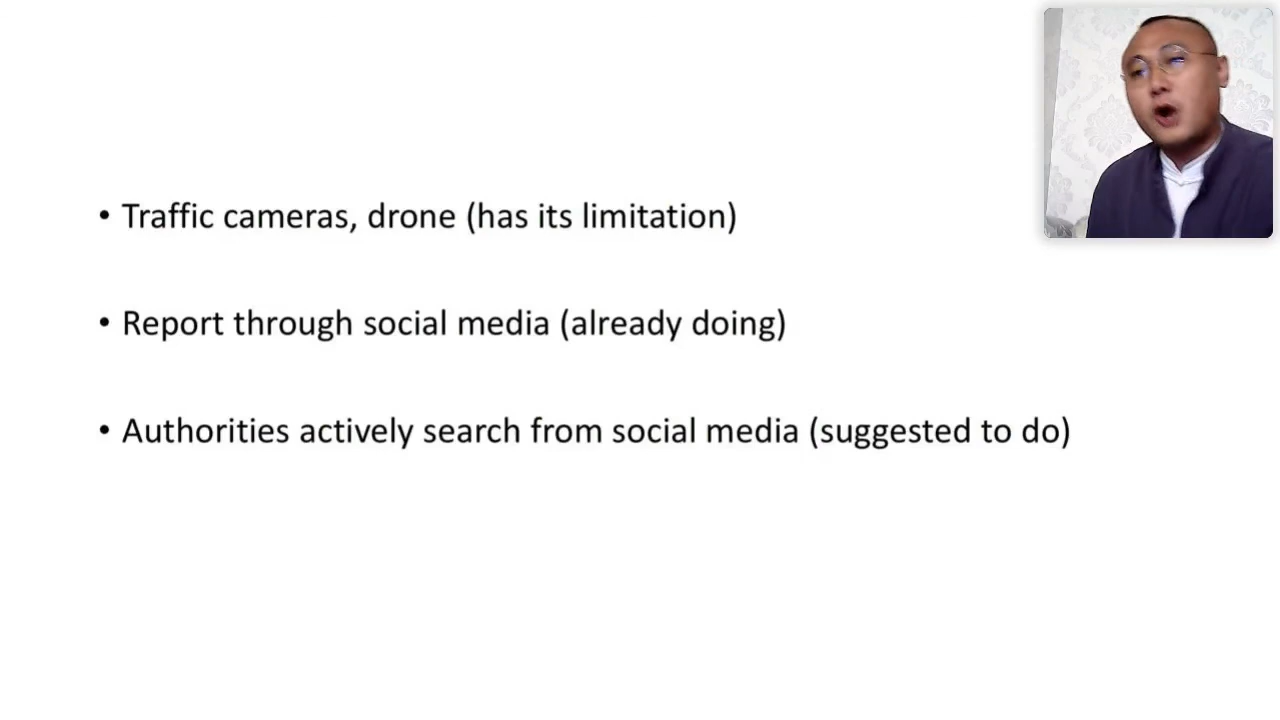 • Traffic cameras, drone (has its limitation)
• Report through social media (already doing)
• Authorities actively search from social media (suggested to do)